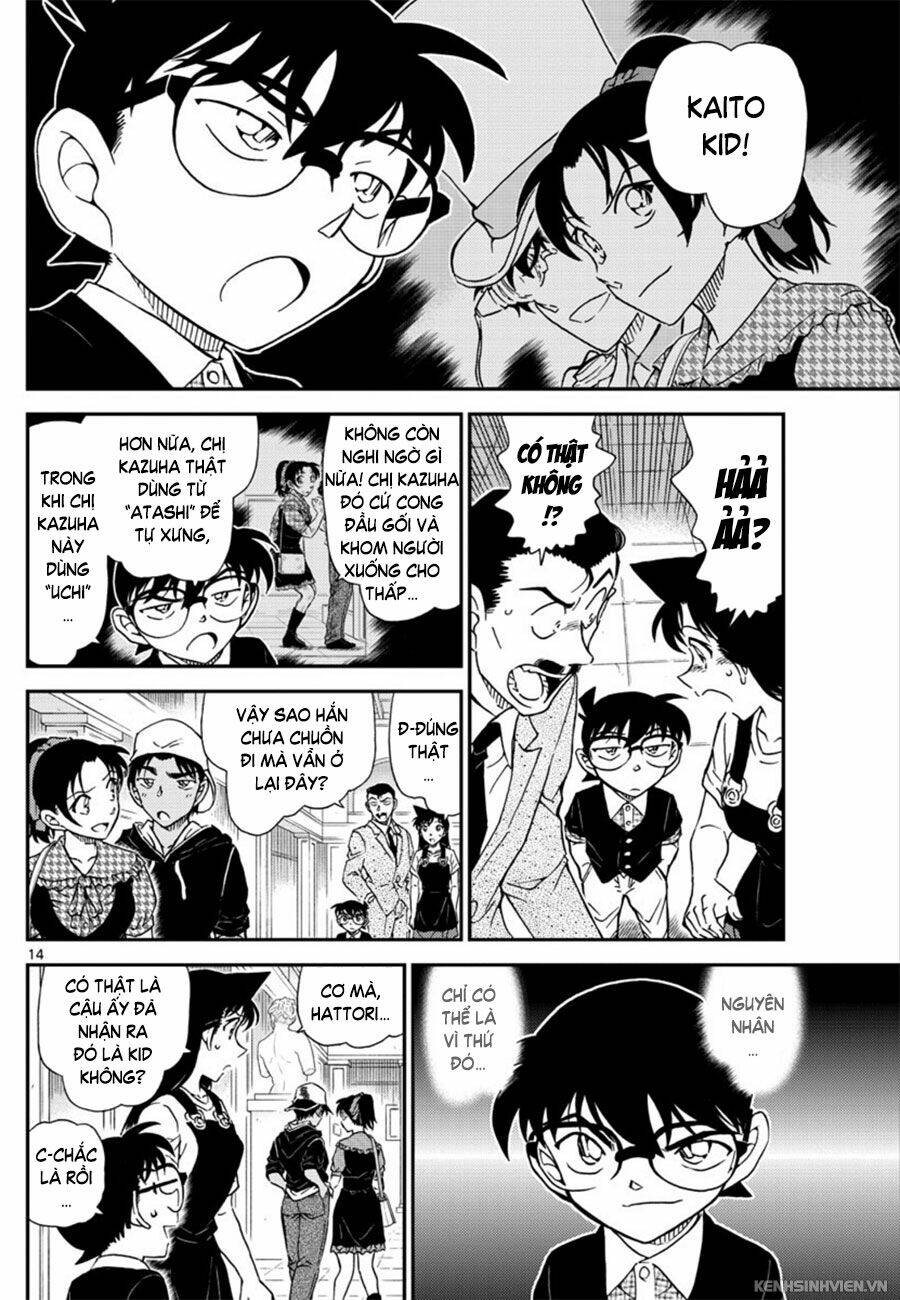 KAITO
KID!
HẢẢ
ẢẢ?
CÓ THẬT
KHÔNG
!?
KHÔNG CÒN
NGHI NGỜ GÌ
NỮA! CHỊ KAZUHA
ĐÓ CỨ CONG
ĐẦU GỐI VÀ
KHOM NGƯỜI
XUỐNG CHO
THẤP...
HƠN NỮA, CHỊ
KAZUHA THẬT
DÙNG TỪ
"ATASHI" ĐỂ
TỰ XƯNG,
TRONG
KHI CHỊ
KAZUHA
NÀY
DÙNG
"UCHI"
...
Đ-ĐÚNG
THẬT
...
VẬY SAO HẮN
CHƯA CHUỒN
ĐI MÀ VẪN Ở
LẠI ĐÂY?
14
NGUYÊN
NHÂN
...
CHỈ CÓ
THỂ LÀ
VÌ THỨ
ĐÓ...
CƠ MÀ,
HATTORI...
CÓ THẬT LÀ
CẬU ẤY ĐÃ
NHẬN RA
ĐÓ LÀ KID
KHÔNG?
C-CHẮC
LÀ RỒI
...
KENHSINHVIEN.VN